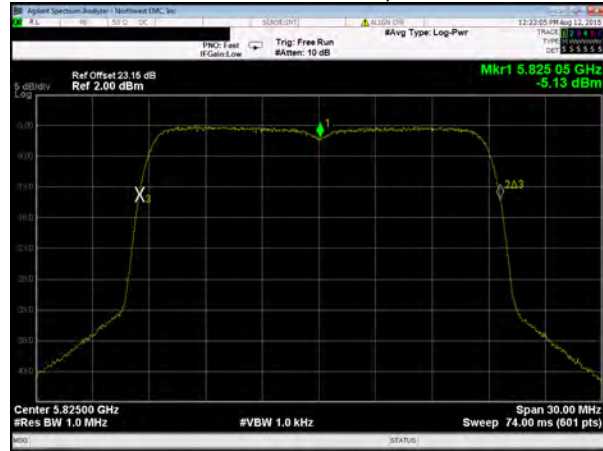 Agilent Spectrum Analyzer - Northwest EMC, Inc
RL RF 50 Ω DC SENSE:INT ALIGN OFF 12:33:05 PM Aug 12, 2015
#Avg Type: Log-Pwr TRACE 1 2 3 4 5 6
PNO: Fast Trig: Free Run TYPE
IFGain:Low #Atten: 10 dB DET S S S S S S
Mkr1 5.825 05 GHz
Ref Offset 23.15 dB
5 dB/div Ref 2.00 dBm -5.13 dBm
Log
1
2Δ3
X3
Center 5.82500 GHz Span 30.00 MHz
#Res BW 1.0 MHz #VBW 1.0 kHz Sweep 74.00 ms (601 pts)
MSG STATUS